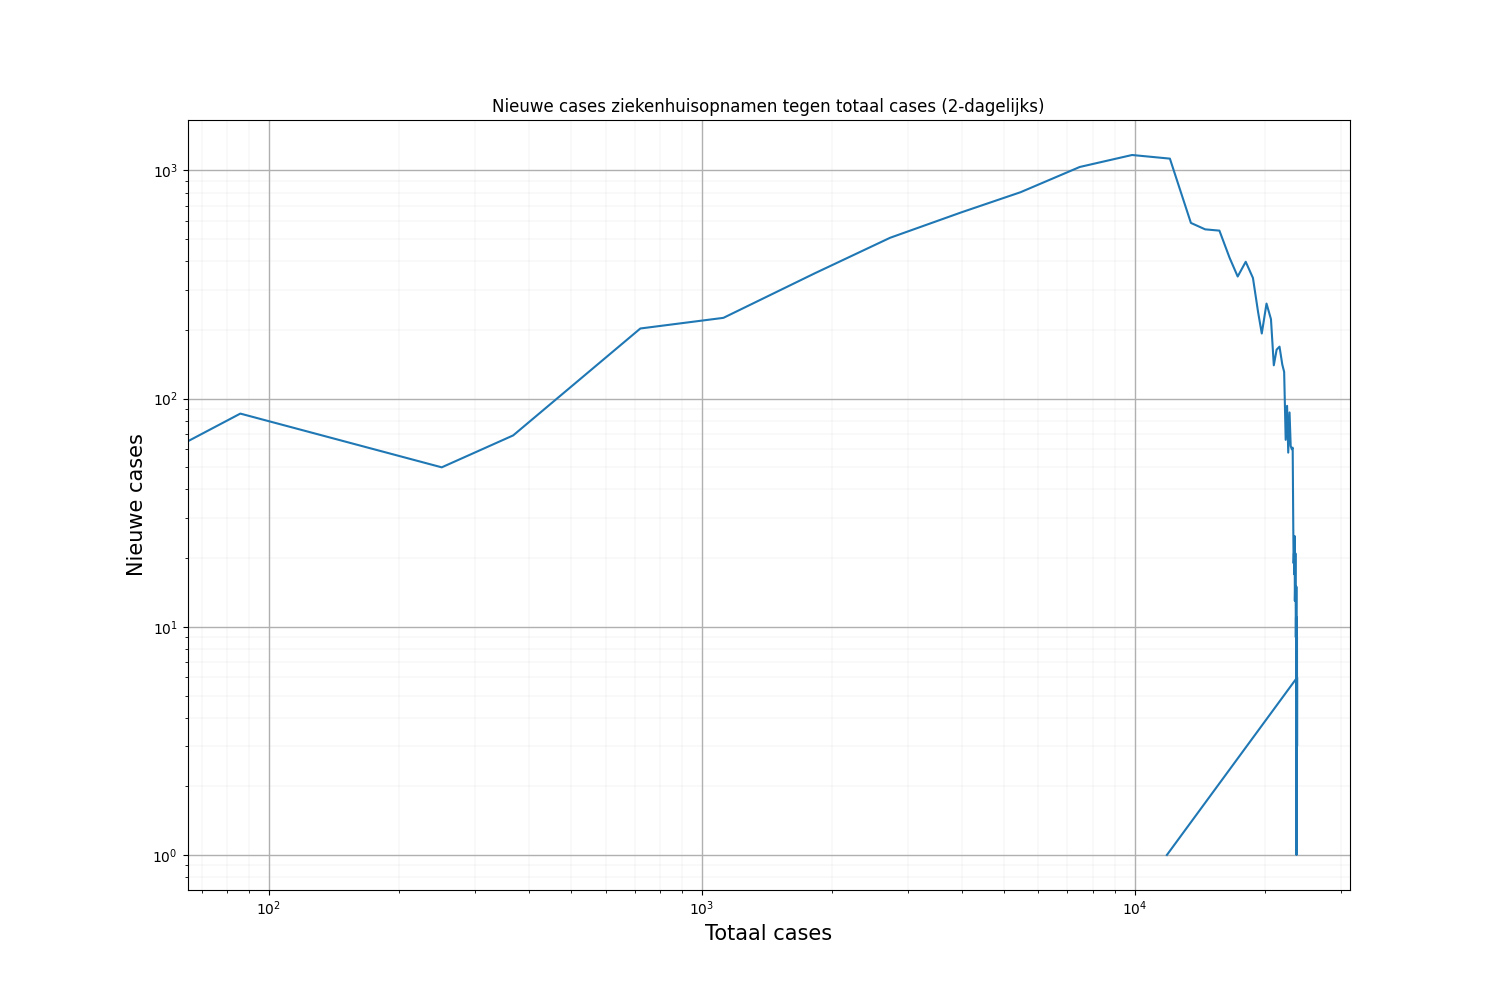 Nieuwe cases ziekenhuisopnamen tegen totaal cases (2-dagelijks)
10³
10²
10¹
10⁰
Nieuwe cases
10² 10³ 10⁴
Totaal cases